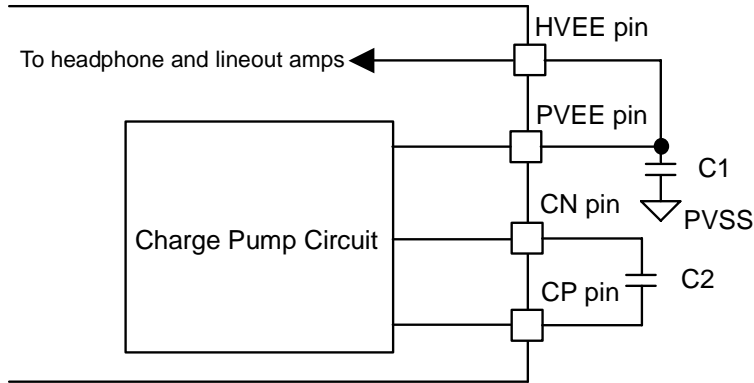 HVEE pin
To headphone and lineout amps
PVEE pin
C1
CN pin
PVSS
Charge Pump Circuit
C2
CP pin